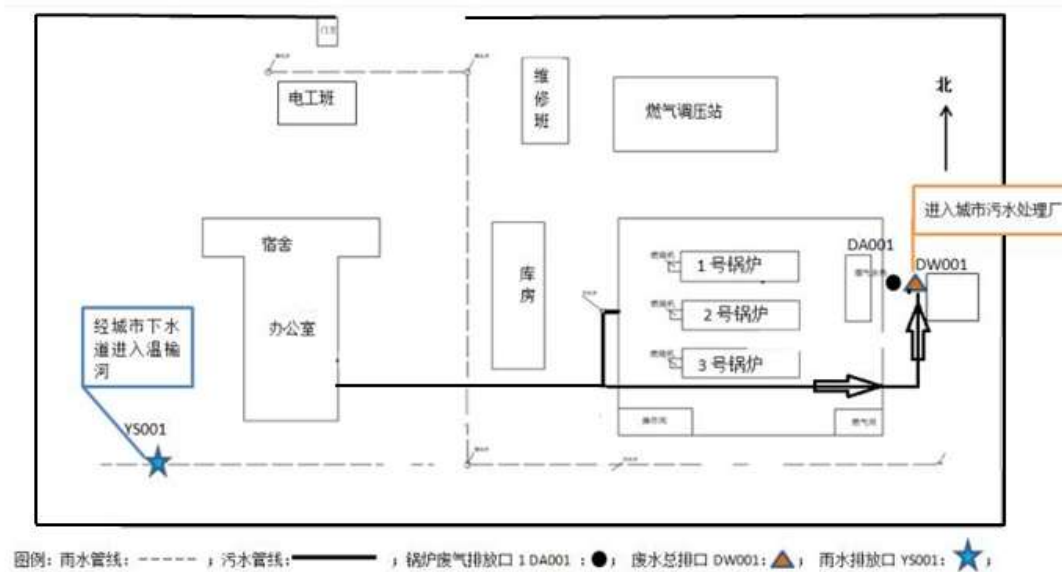 电工班
维
修
班
燃气调压站
北
进入城市污水处理厂
宿舍
办公室
库
房
1号锅炉
2号锅炉
3号锅炉
DA001
DW001
经城市下水
道进入温榆
河
YS001
操作间
图例：雨水管线：------；污水管线：———；锅炉废气排放口 1 DA001 ：●；废水总排口 DW001：▲；雨水排放口 YS001：★；